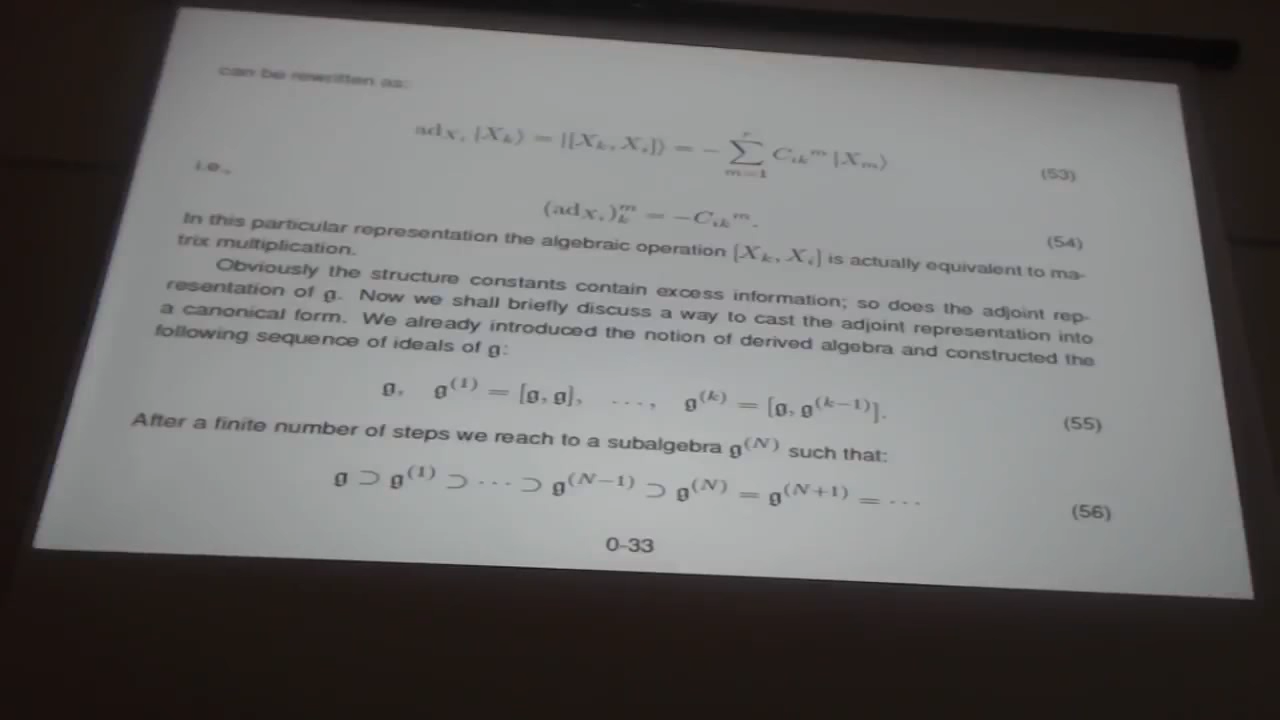 can be rewritten as:
ad_{X_i} |X_k⟩ = |[X_k, X_i]⟩ = − ∑_{m=1}^{r} C_{ik}^m |X_m⟩ (53)
i.e.,
(ad_{X_i})_k^m = −C_{ik}^m. (54)
In this particular representation the algebraic operation [X_k, X_i] is actually equivalent to ma-
trix multiplication.
Obviously the structure constants contain excess information; so does the adjoint rep-
resentation of 𝔤. Now we shall briefly discuss a way to cast the adjoint representation into
a canonical form. We already introduced the notion of derived algebra and constructed the
following sequence of ideals of 𝔤:
𝔤, 𝔤^{(1)} = [𝔤, 𝔤], …, 𝔤^{(k)} = [𝔤, 𝔤^{(k−1)}]. (55)
After a finite number of steps we reach to a subalgebra 𝔤^{(N)} such that:
𝔤 ⊃ 𝔤^{(1)} ⊃ ⋯ ⊃ 𝔤^{(N−1)} ⊃ 𝔤^{(N)} = 𝔤^{(N+1)} = ⋯ (56)
0-33